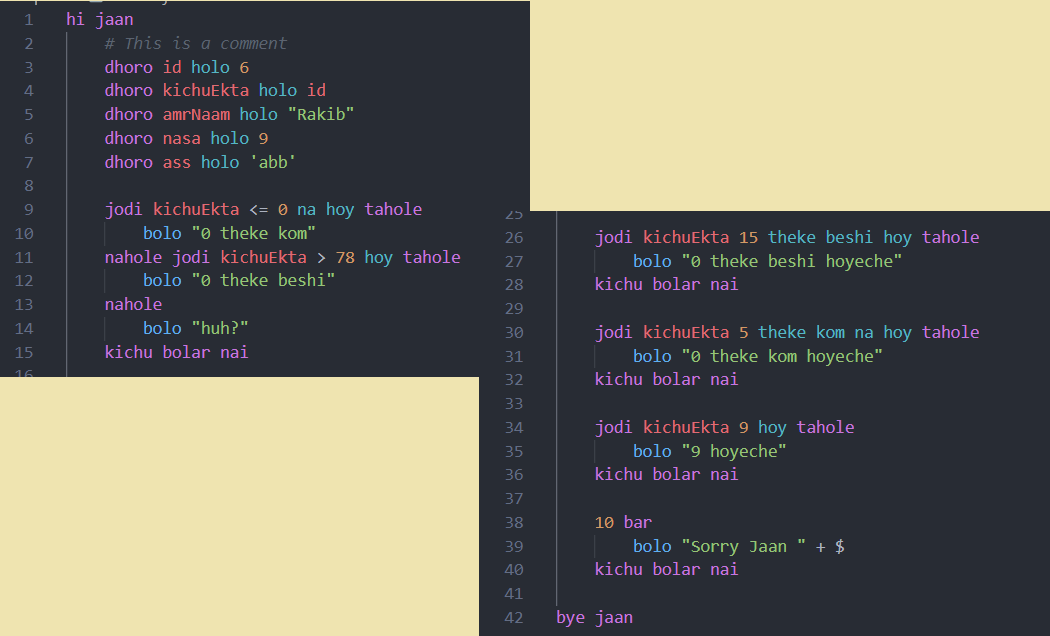 1 hi jaan
2 # This is a comment
3 dhoro id holo 6
4 dhoro kichuEkta holo id
5 dhoro amrNaam holo "Rakib"
6 dhoro nasa holo 9
7 dhoro ass holo 'abb'
8
9 jodi kichuEkta <= 0 na hoy tahole
10 bolo "0 theke kom"
11 nahole jodi kichuEkta > 78 hoy tahole
12 bolo "0 theke beshi"
13 nahole
14 bolo "huh?"
15 kichu bolar nai
16
25
26 jodi kichuEkta 15 theke beshi hoy tahole
27 bolo "0 theke beshi hoyeche"
28 kichu bolar nai
29
30 jodi kichuEkta 5 theke kom na hoy tahole
31 bolo "0 theke kom hoyeche"
32 kichu bolar nai
33
34 jodi kichuEkta 9 hoy tahole
35 bolo "9 hoyeche"
36 kichu bolar nai
37
38 10 bar
39 bolo "Sorry Jaan " + $
40 kichu bolar nai
41
42 bye jaan